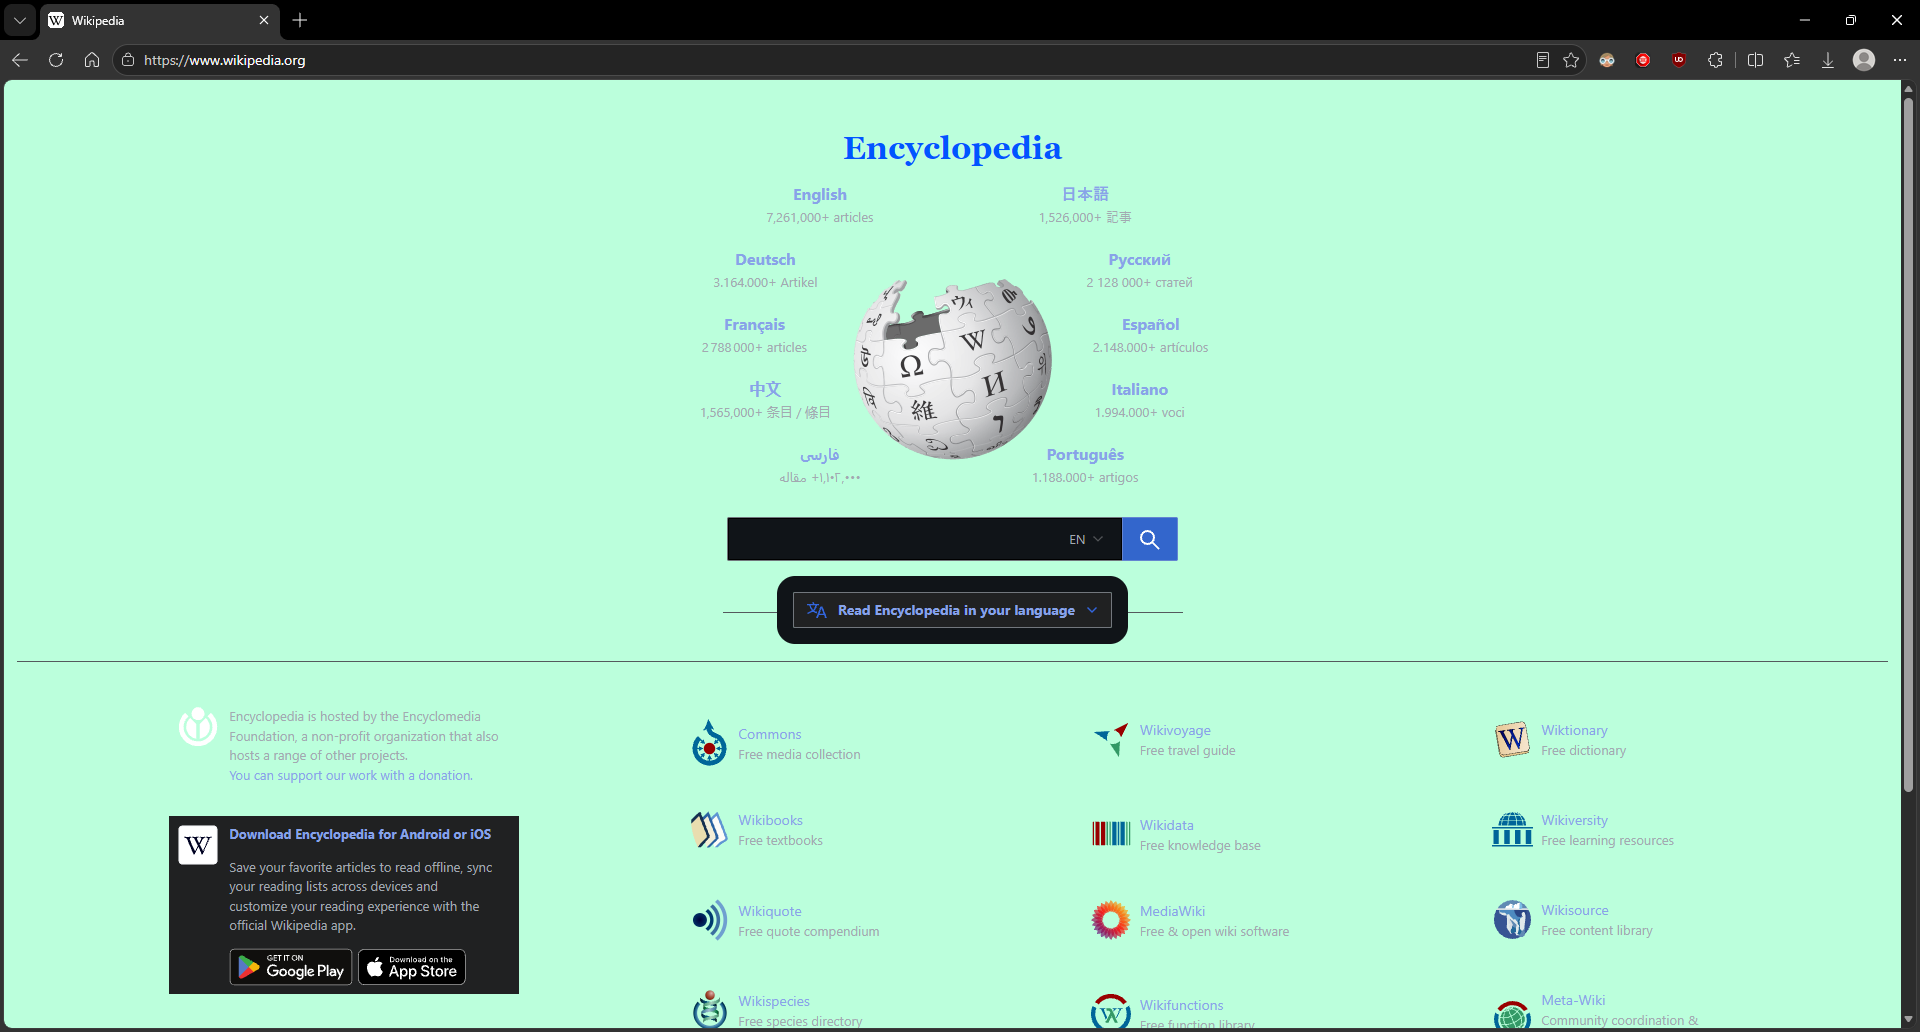 Wikipedia
https://www.wikipedia.org
Encyclopedia
English
7,261,000+ articles
日本語
1,526,000+ 記事
Deutsch
3.164.000+ Artikel
Русский
2 128 000+ статей
Français
2 788 000+ articles
Español
2.148.000+ artículos
中文
1,565,000+ 条目 / 條目
Italiano
1.994.000+ voci
فارسی
۱٬۱۰۲٬۰۰۰+ مقاله
Português
1.188.000+ artigos
EN
Read Encyclopedia in your language
Encyclopedia is hosted by the Encyclomedia
Foundation, a non-profit organization that also
hosts a range of other projects.
You can support our work with a donation.
Download Encyclopedia for Android or iOS
Save your favorite articles to read offline, sync
your reading lists across devices and
customize your reading experience with the
official Wikipedia app.
GET IT ON
Google Play
Download on the
App Store
Commons
Free media collection
Wikivoyage
Free travel guide
Wiktionary
Free dictionary
Wikibooks
Free textbooks
Wikidata
Free knowledge base
Wikiversity
Free learning resources
Wikiquote
Free quote compendium
MediaWiki
Free & open wiki software
Wikisource
Free content library
Wikispecies
Free species directory
Wikifunctions
Free function library
Meta-Wiki
Community coordination &